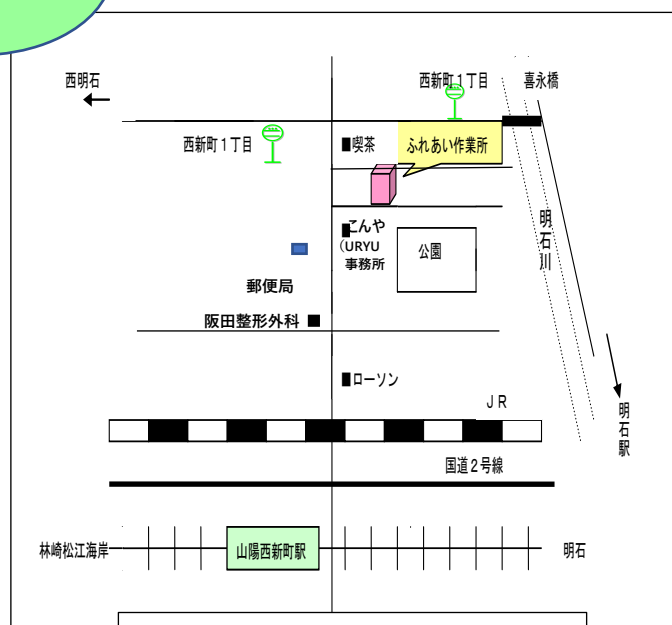 西明石
西新町1丁目
喜永橋
西新町1丁目
■喫茶
ふれあい作業所
明石川
■こんや
（URYU
事務所
公園
郵便局
阪田整形外科 ■
■ローソン
ＪＲ
明石駅
国道2号線
林崎松江海岸
山陽西新町駅
明石